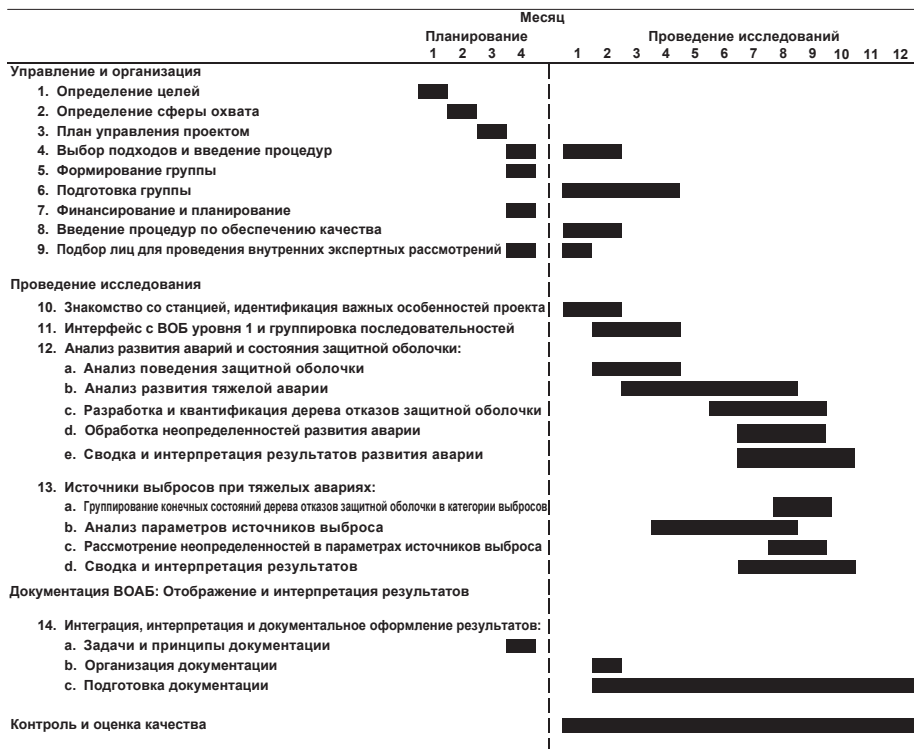 Месяц
Планирование Проведение исследований
1 2 3 4 1 2 3 4 5 6 7 8 9 10 11 12
Управление и организация
1. Определение целей
2. Определение сферы охвата
3. План управления проектом
4. Выбор подходов и введение процедур
5. Формирование группы
6. Подготовка группы
7. Финансирование и планирование
8. Введение процедур по обеспечению качества
9. Подбор лиц для проведения внутренних экспертных рассмотрений
Проведение исследования
10. Знакомство со станцией, идентификация важных особенностей проекта
11. Интерфейс с ВОБ уровня 1 и группировка последовательностей
12. Анализ развития аварий и состояния защитной оболочки:
a. Анализ поведения защитной оболочки
b. Анализ развития тяжелой аварии
c. Разработка и квантификация дерева отказов защитной оболочки
d. Обработка неопределенностей развития аварии
e. Сводка и интерпретация результатов развития аварии
13. Источники выбросов при тяжелых авариях:
a. Группирование конечных состояний дерева отказов защитной оболочки в категории выбросов
b. Анализ параметров источников выброса
c. Рассмотрение неопределенностей в параметрах источников выброса
d. Сводка и интерпретация результатов
Документация ВОАБ: Отображение и интерпретация результатов
14. Интеграция, интерпретация и документальное оформление результатов:
a. Задачи и принципы документации
b. Организация документации
c. Подготовка документации
Контроль и оценка качества